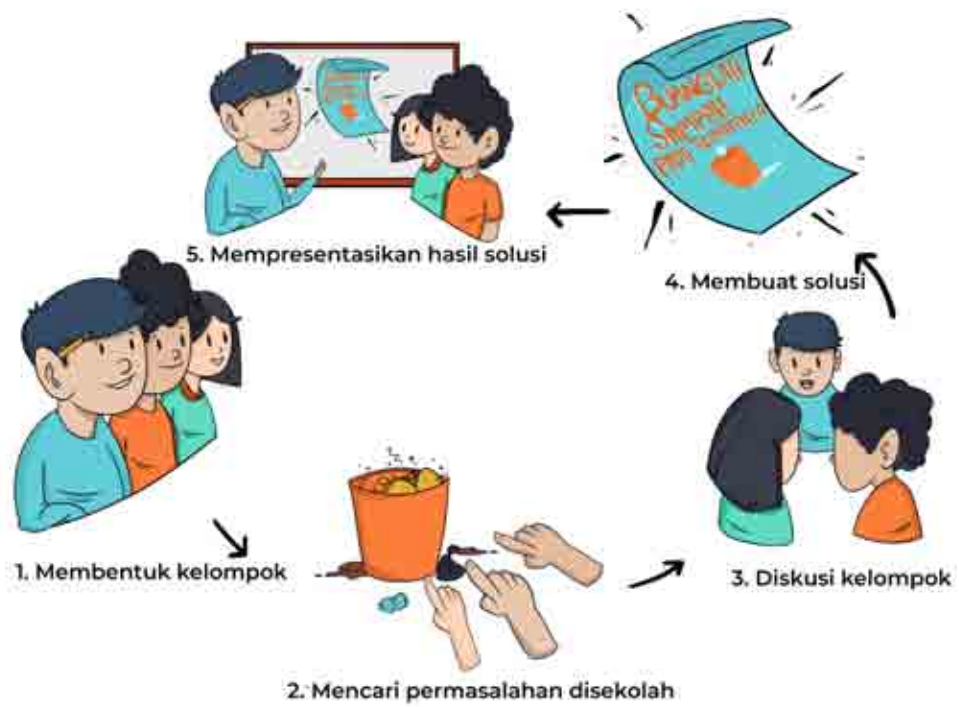 1. Membentuk kelompok
2. Mencari permasalahan disekolah
3. Diskusi kelompok
4. Membuat solusi
5. Mempresentasikan hasil solusi